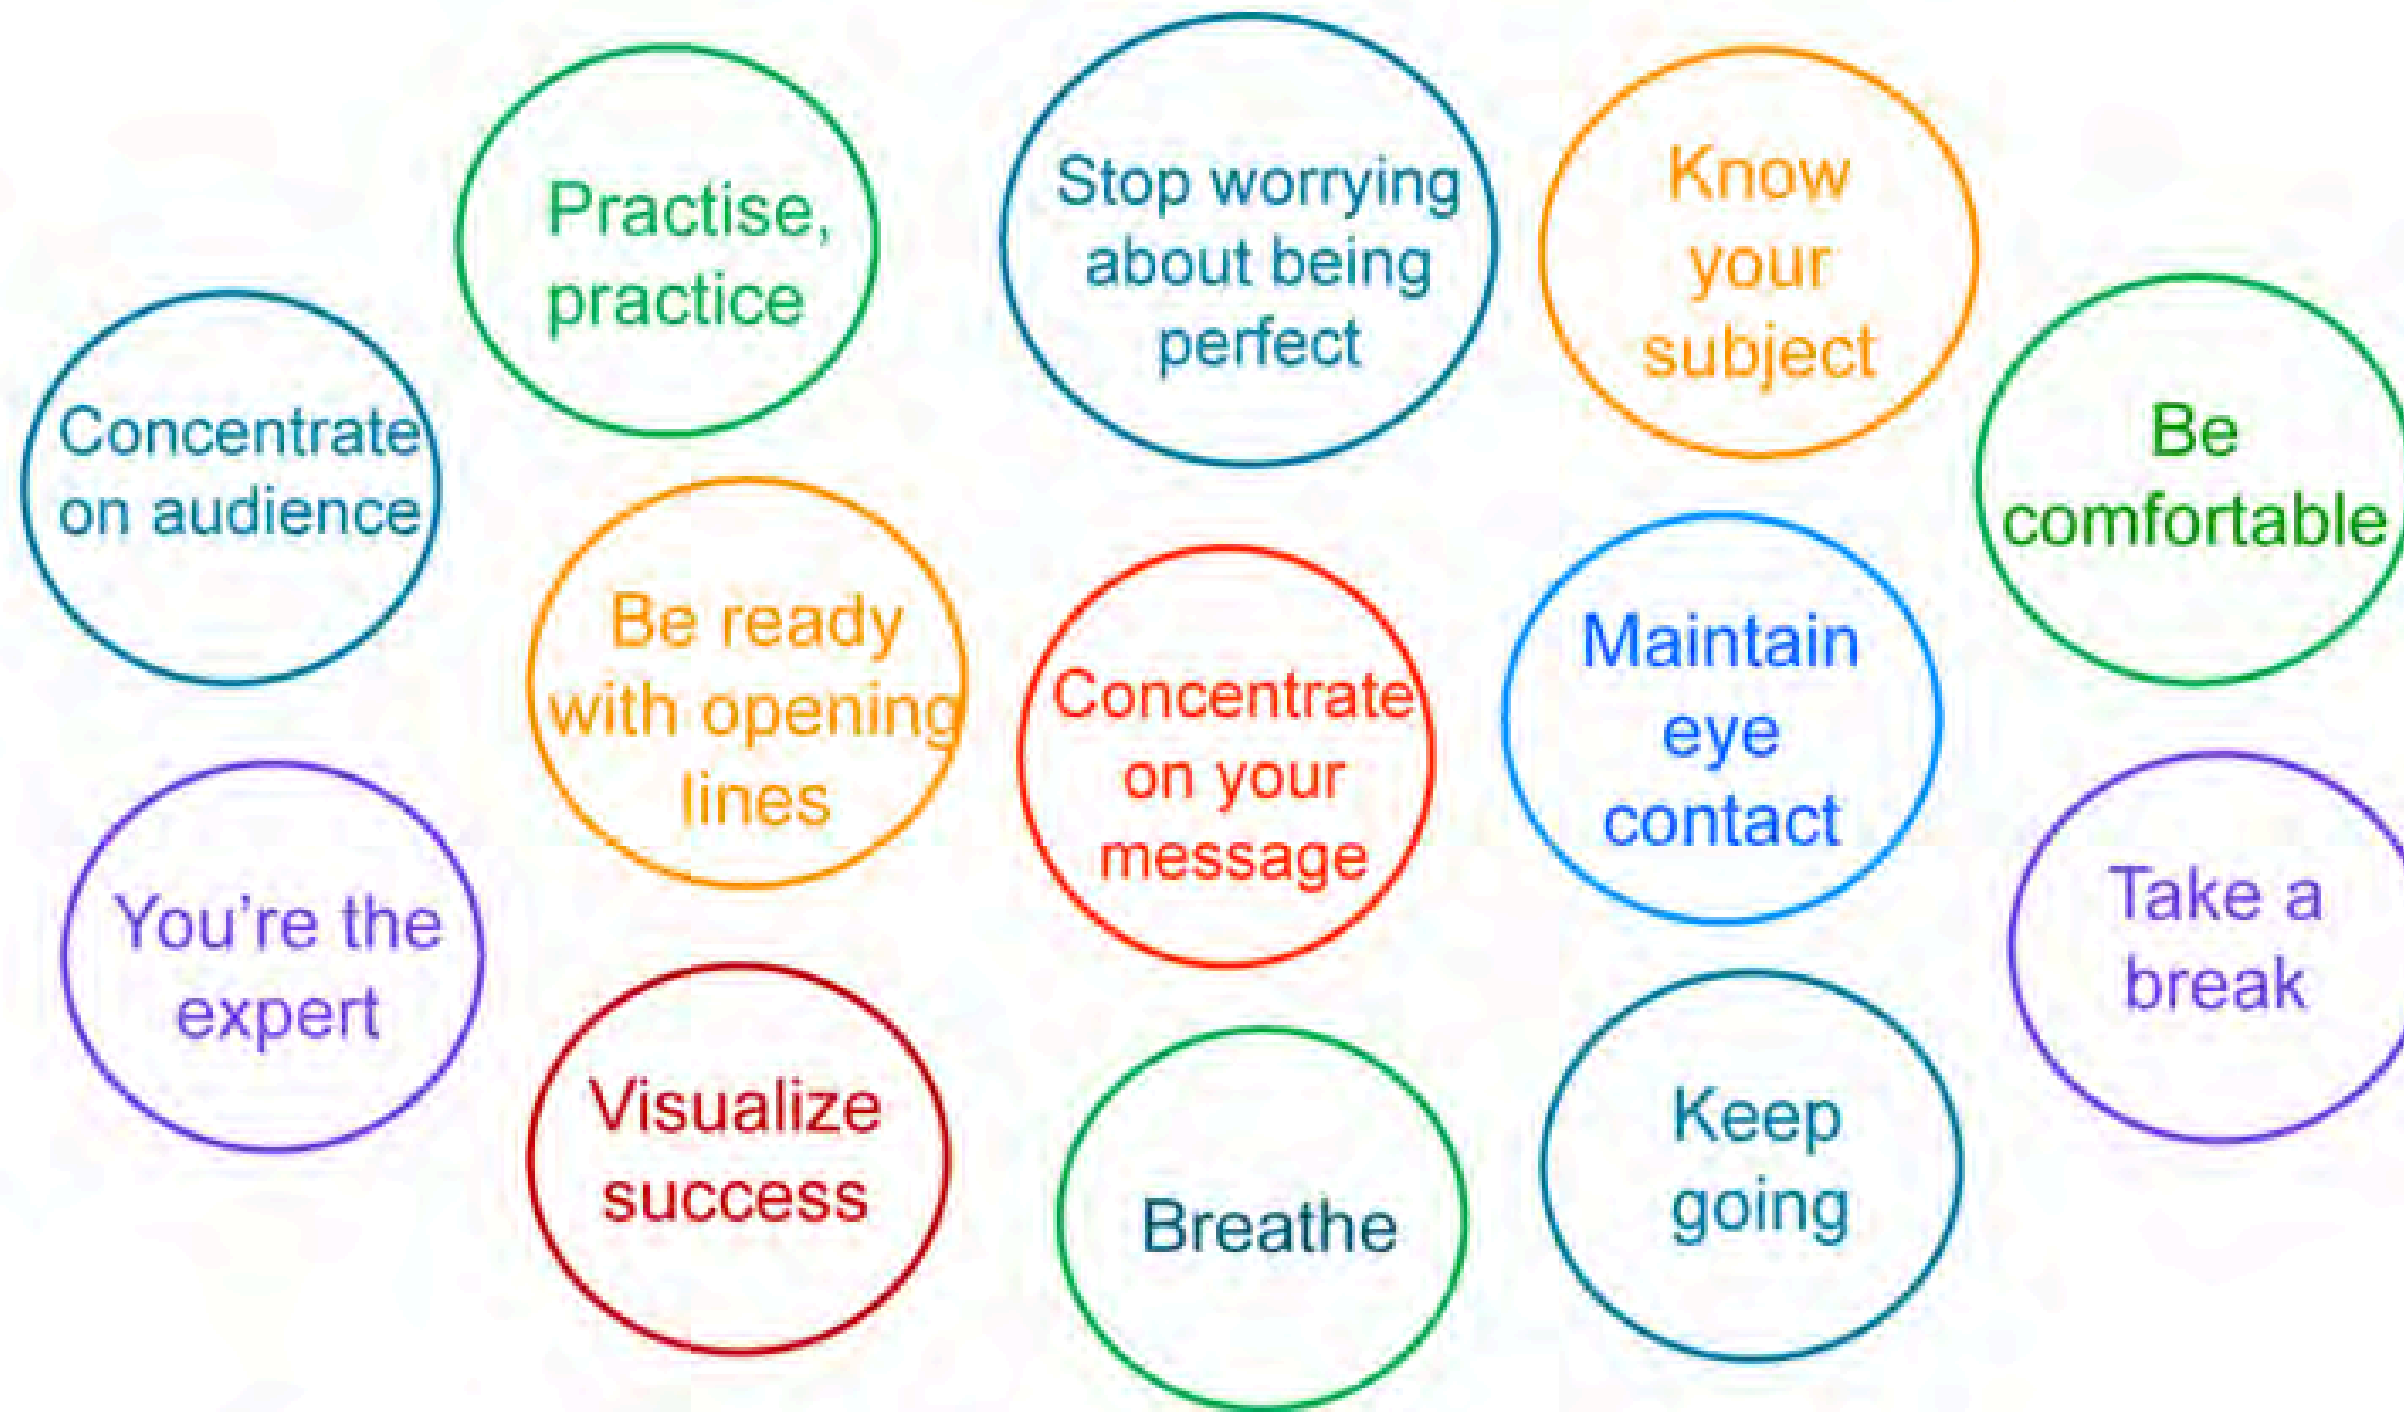 Practise,
practice
Stop worrying
about being
perfect
Know
your
subject
Concentrate
on audience
Be
comfortable
Be ready
with opening
lines
Concentrate
on your
message
Maintain
eye
contact
You're the
expert
Take a
break
Visualize
success
Breathe
Keep
going